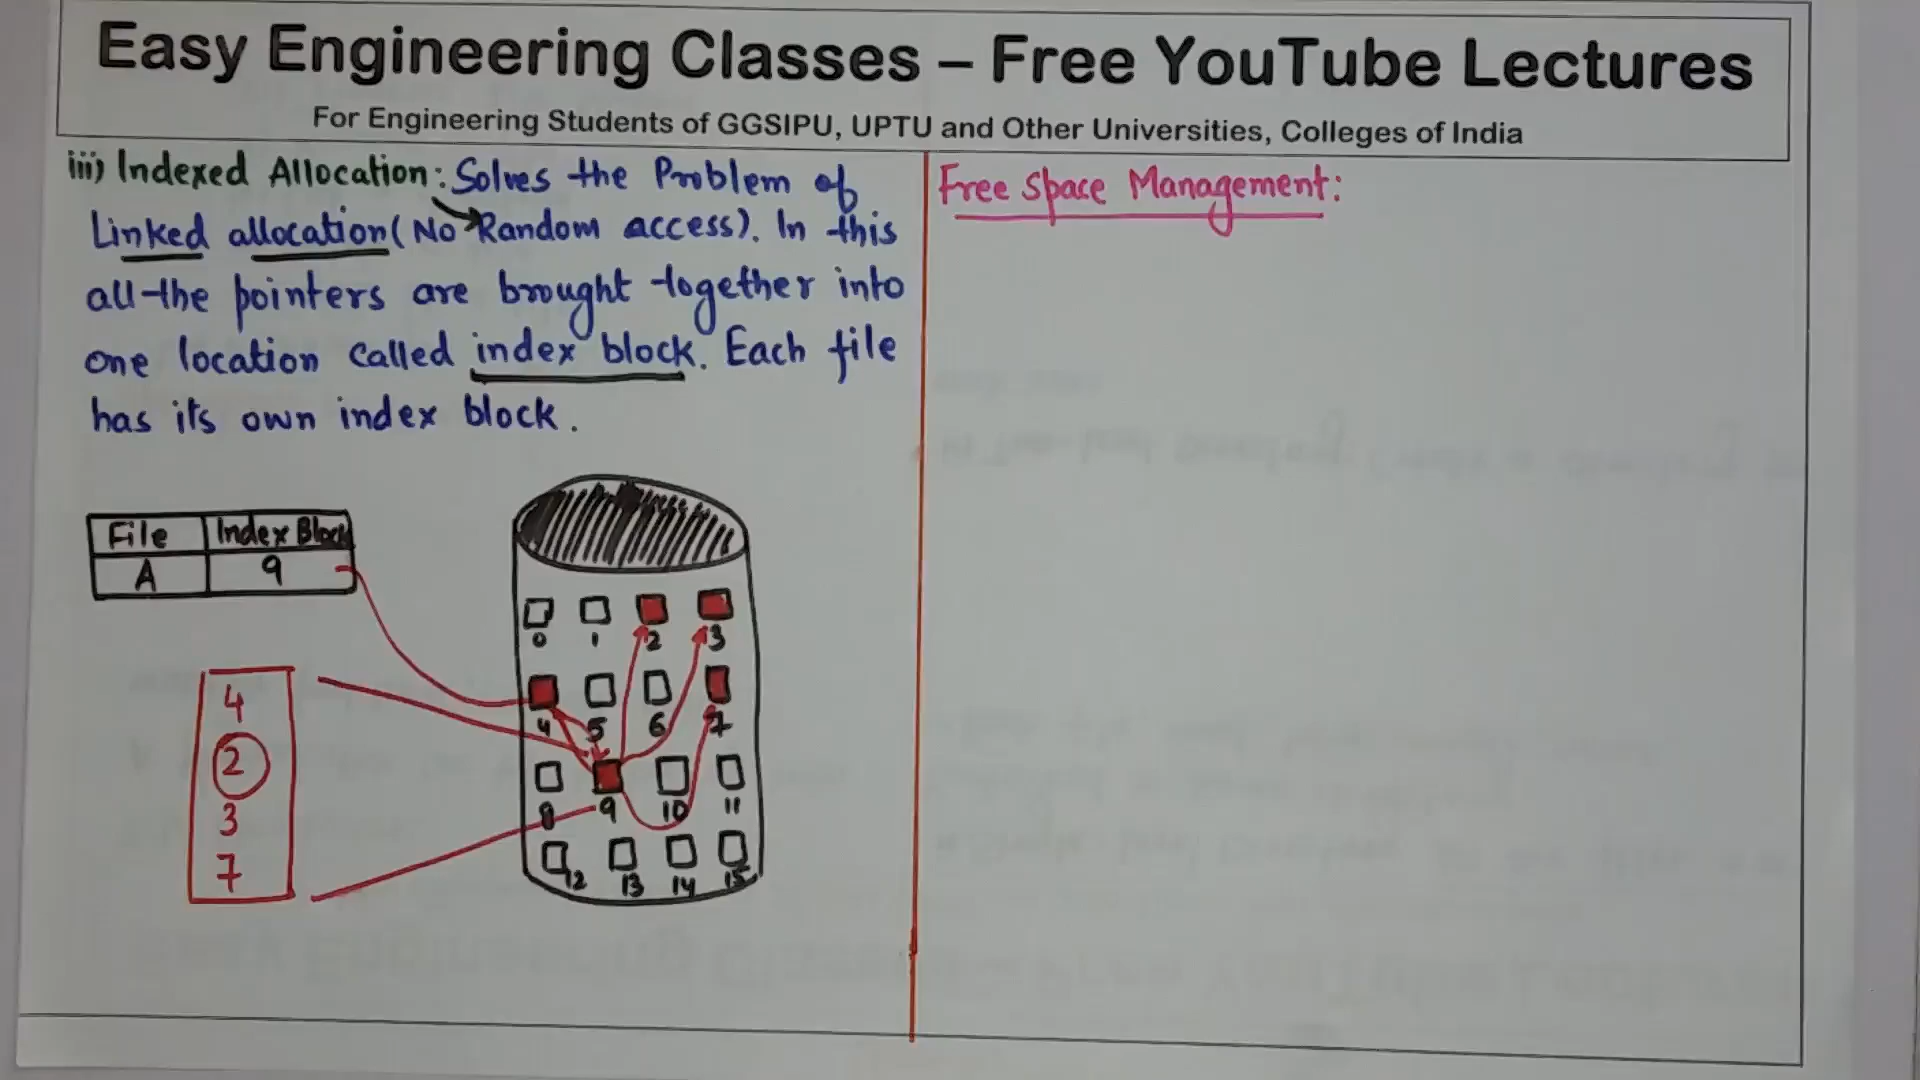 Easy Engineering Classes – Free YouTube Lectures
For Engineering Students of GGSIPU, UPTU and Other Universities, Colleges of India
iii) Indexed Allocation: Solves the Problem of
Linked allocation (No Random access). In this
all the pointers are brought together into
one location called index block. Each file
has its own index block.
File Index Block
A 9
0 1 2 3
4 5 6 7
8 9 10 11
12 13 14 15
4
2
3
7
Free Space Management: